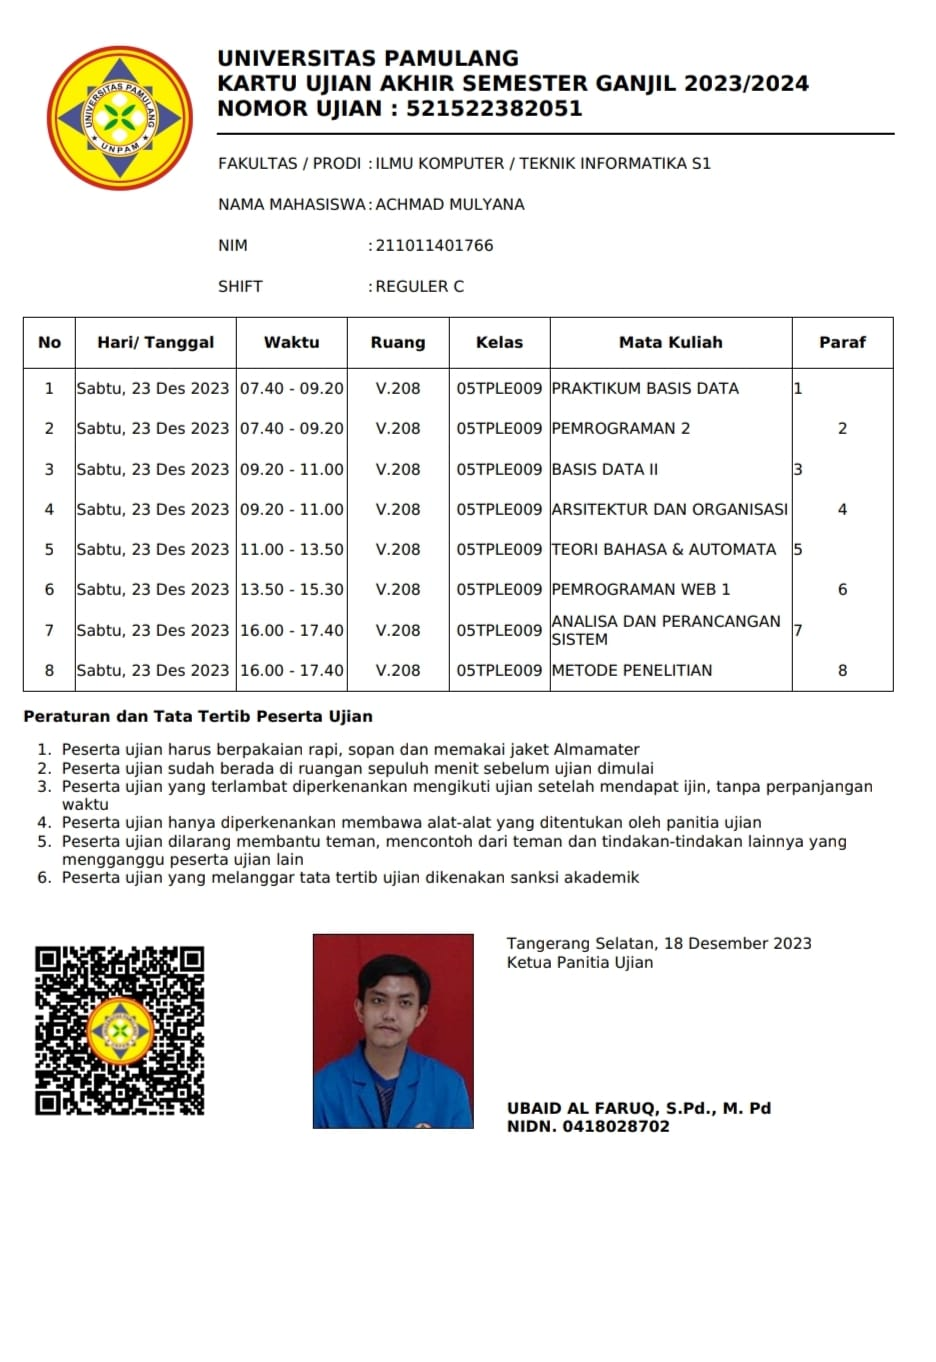 UNIVERSITAS PAMULANG
KARTU UJIAN AKHIR SEMESTER GANJIL 2023/2024
NOMOR UJIAN : 521522382051
UNIVERSITAS PAMULANG
★ UNPAM ★
FAKULTAS / PRODI : ILMU KOMPUTER / TEKNIK INFORMATIKA S1
NAMA MAHASISWA : ACHMAD MULYANA
NIM : 211011401766
SHIFT : REGULER C
No Hari/ Tanggal Waktu Ruang Kelas Mata Kuliah Paraf
1 Sabtu, 23 Des 2023 07.40 - 09.20 V.208 05TPLE009 PRAKTIKUM BASIS DATA 1
2 Sabtu, 23 Des 2023 07.40 - 09.20 V.208 05TPLE009 PEMROGRAMAN 2 2
3 Sabtu, 23 Des 2023 09.20 - 11.00 V.208 05TPLE009 BASIS DATA II 3
4 Sabtu, 23 Des 2023 09.20 - 11.00 V.208 05TPLE009 ARSITEKTUR DAN ORGANISASI 4
5 Sabtu, 23 Des 2023 11.00 - 13.50 V.208 05TPLE009 TEORI BAHASA & AUTOMATA 5
6 Sabtu, 23 Des 2023 13.50 - 15.30 V.208 05TPLE009 PEMROGRAMAN WEB 1 6
7 Sabtu, 23 Des 2023 16.00 - 17.40 V.208 05TPLE009 ANALISA DAN PERANCANGAN
SISTEM 7
8 Sabtu, 23 Des 2023 16.00 - 17.40 V.208 05TPLE009 METODE PENELITIAN 8
Peraturan dan Tata Tertib Peserta Ujian
1. Peserta ujian harus berpakaian rapi, sopan dan memakai jaket Almamater
2. Peserta ujian sudah berada di ruangan sepuluh menit sebelum ujian dimulai
3. Peserta ujian yang terlambat diperkenankan mengikuti ujian setelah mendapat ijin, tanpa perpanjangan
waktu
4. Peserta ujian hanya diperkenankan membawa alat-alat yang ditentukan oleh panitia ujian
5. Peserta ujian dilarang membantu teman, mencontoh dari teman dan tindakan-tindakan lainnya yang
mengganggu peserta ujian lain
6. Peserta ujian yang melanggar tata tertib ujian dikenakan sanksi akademik
Tangerang Selatan, 18 Desember 2023
Ketua Panitia Ujian
UBAID AL FARUQ, S.Pd., M. Pd
NIDN. 0418028702